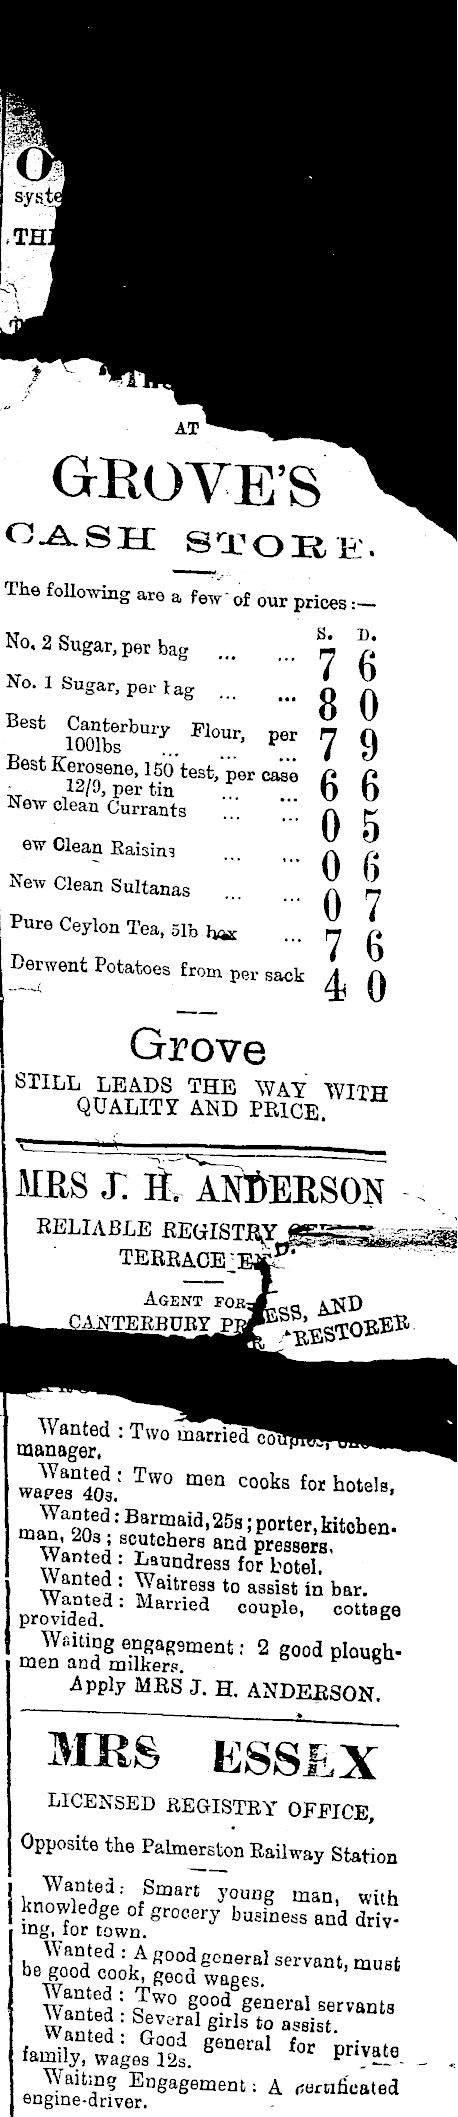 O
syste
THE
AT
GROVE'S
CASH STORE.
The following are a few of our prices :—
S. D.
No. 2 Sugar, per bag ... ... 7 6
No. 1 Sugar, per bag ... ... 8 0
Best Canterbury Flour, per
100lbs ... ... ... 7 9
Best Kerosene, 150 test, per case
12/9, per tin ... ... 6 6
New clean Currants ... ... 0 5
ew Clean Raisins ... ... 0 6
New Clean Sultanas ... ... 0 7
Pure Ceylon Tea, 5lb box ... 7 6
Derwent Potatoes from per sack 4 0
Grove
STILL LEADS THE WAY WITH
QUALITY AND PRICE.
MRS J. H. ANDERSON
RELIABLE REGISTRY
TERRACE END.
AGENT FOR
CANTERBURY PRESS, AND
RESTORER
Wanted : Two married couples,
manager.
Wanted : Two men cooks for hotels,
wages 40s.
Wanted : Barmaid, 25s ; porter, kitchen-
man, 20s ; scutchers and pressers.
Wanted : Laundress for hotel.
Wanted : Waitress to assist in bar.
Wanted : Married couple, cottage
provided.
Waiting engagement : 2 good plough-
men and milkers.
Apply MRS J. H. ANDERSON.
MRS ESSEX
LICENSED REGISTRY OFFICE,
Opposite the Palmerston Railway Station
Wanted : Smart young man, with
knowledge of grocery business and driv-
ing, for town.
Wanted : A good general servant, must
be good cook, good wages.
Wanted : Two good general servants
Wanted : Several girls to assist.
Wanted : Good general for private
family, wages 12s.
Waiting Engagement : A certificated
engine-driver.